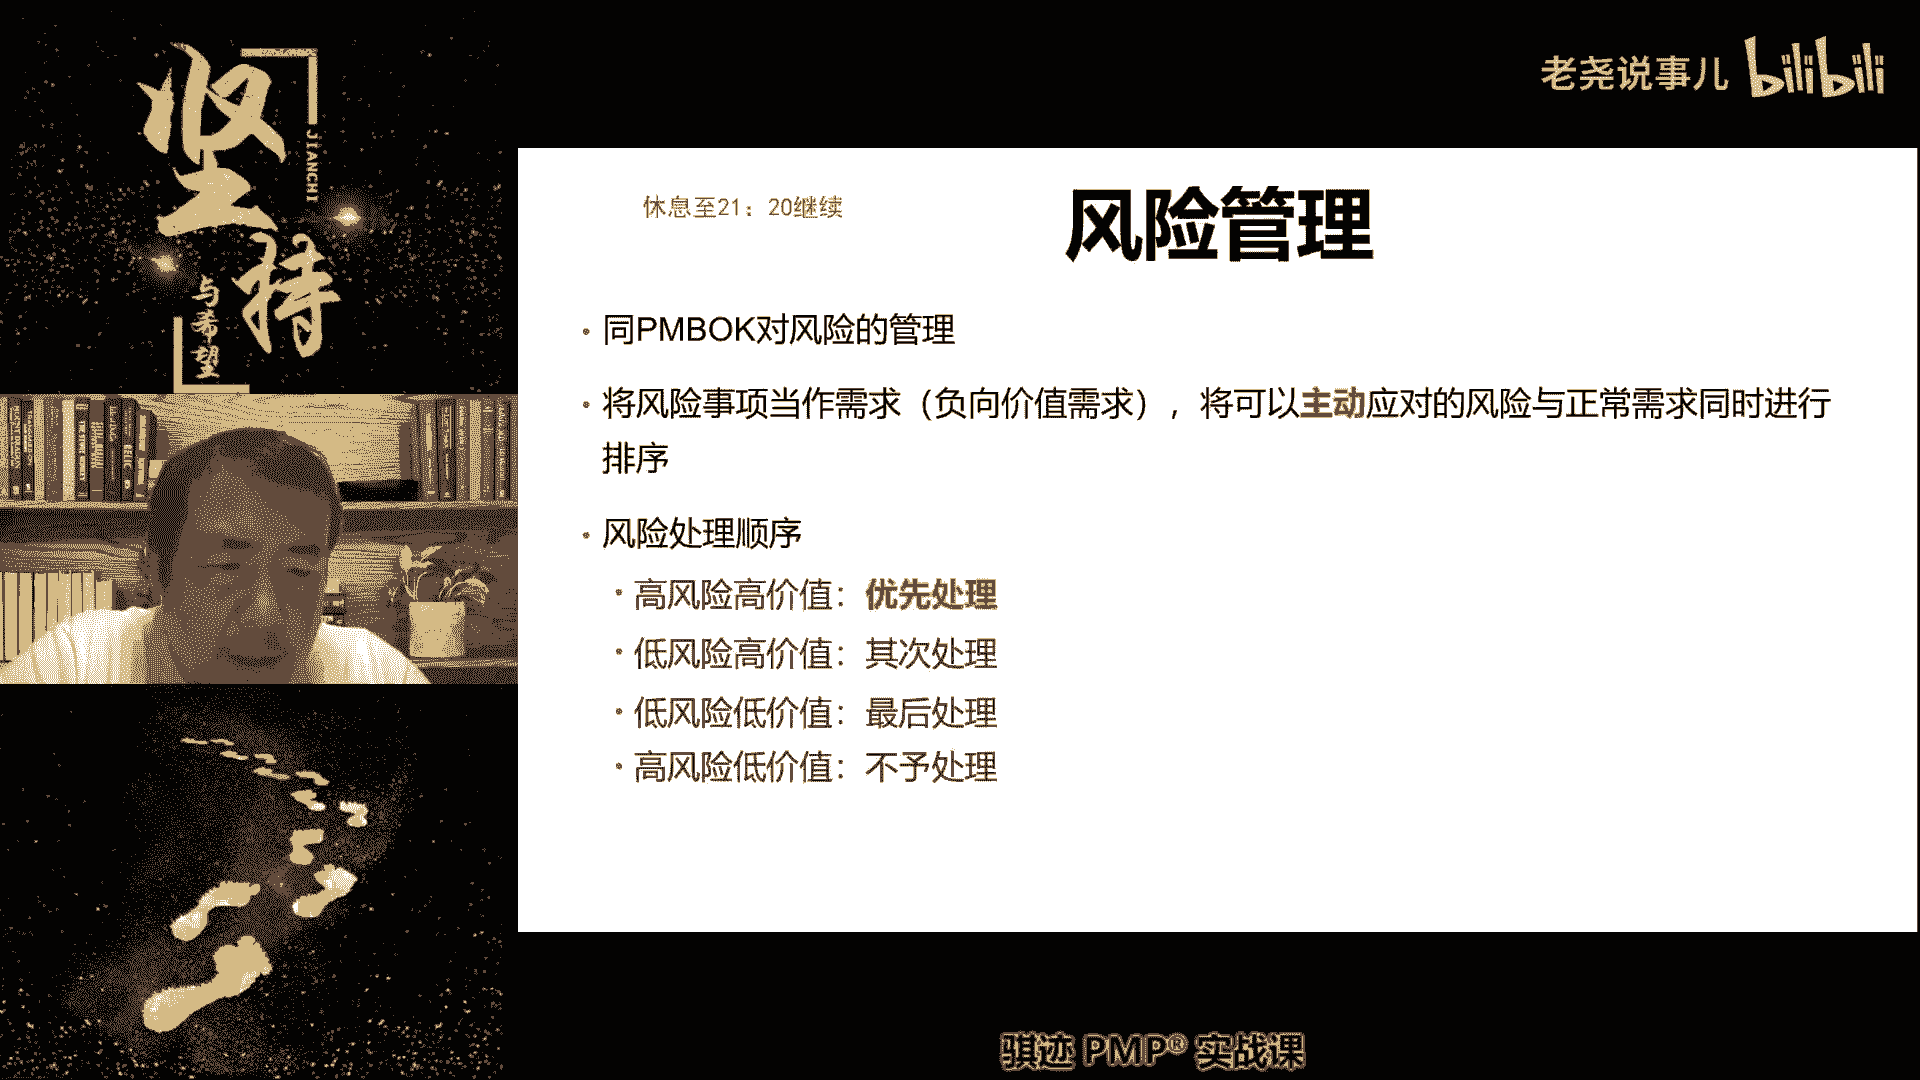 坚持
JIANCHI
与希望
老尧说事儿 bilibili
休息至21：20继续
风险管理
·同PMBOK对风险的管理
·将风险事项当作需求（负向价值需求），将可以主动应对的风险与正常需求同时进行
排序
·风险处理顺序
·高风险高价值：优先处理
·低风险高价值：其次处理
·低风险低价值：最后处理
·高风险低价值：不予处理
骐迹 PMP® 实战课